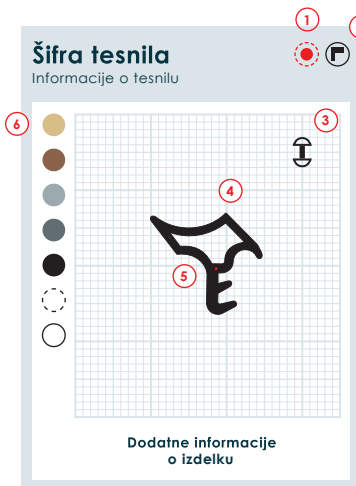 1
Šifra tesnila
Informacije o tesnilu
6
3
4
5
Dodatne informacije
o izdelku